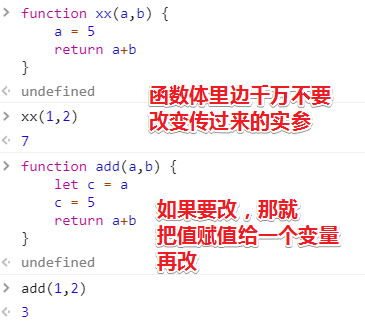 function xx(a,b) {
a = 5
return a+b
}
undefined
函数体里边千万不要
改变传过来的实参
xx(1,2)
7
function add(a,b) {
let c = a
c = 5
return a+b
}
如果要改，那就
把值赋值给一个变量
再改
undefined
add(1,2)
3